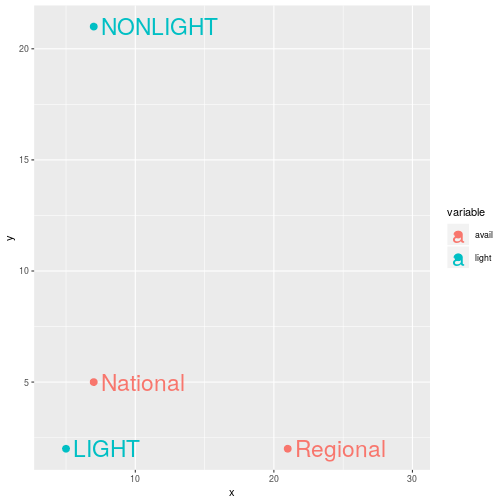 NONLIGHT
20
15
10
5
National
LIGHT
Regional
10
20
30
x
y
variable
a avail
a light